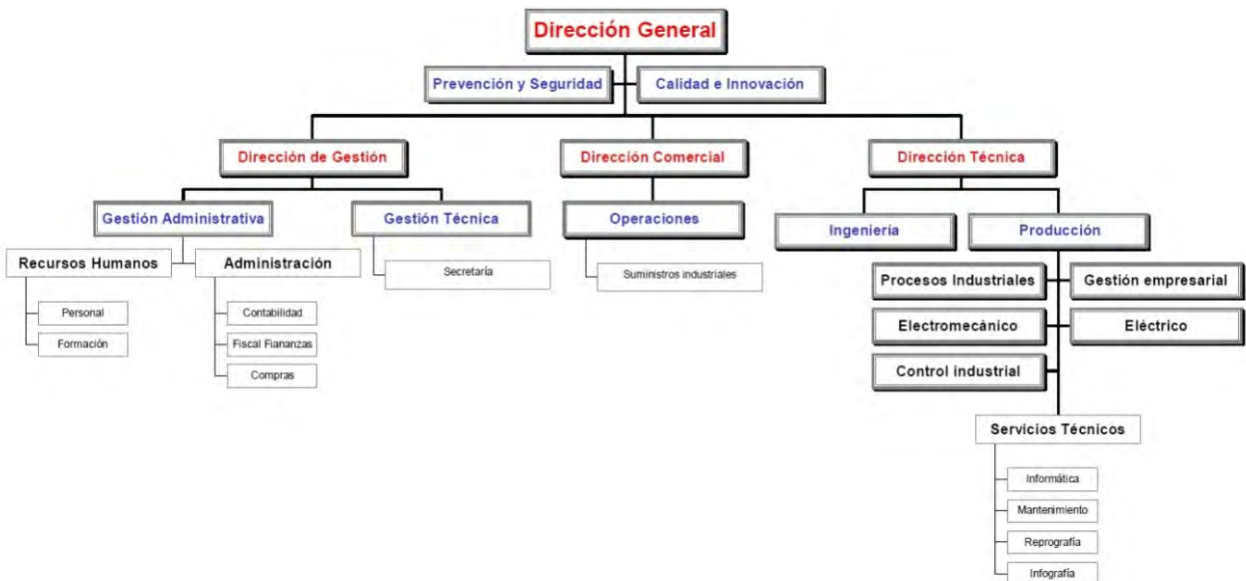 Dirección General
Prevención y Seguridad
Calidad e Innovación
Dirección de Gestión
Dirección Comercial
Dirección Técnica
Gestión Administrativa
Gestión Técnica
Operaciones
Ingeniería
Producción
Recursos Humanos
Administración
Secretaría
Suministros industriales
Procesos Industriales
Gestión empresarial
Personal
Contabilidad
Electromecánico
Eléctrico
Formación
Fiscal Fiananzas
Compras
Control industrial
Servicios Técnicos
Informática
Mantenimiento
Reprografía
Infografía